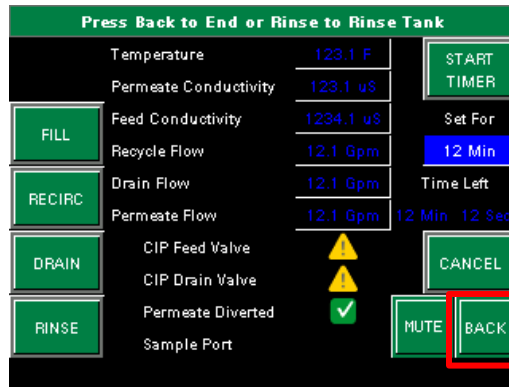 Press Back to End or Rinse to Rinse Tank
Temperature 123.1 F
START TIMER
Permeate Conductivity 123.1 uS
FILL
Feed Conductivity 1234.1 uS
Set For
Recycle Flow 12.1 Gpm
12 Min
RECIRC
Drain Flow 12.1 Gpm
Time Left
Permeate Flow 12.1 Gpm
12 Min 12 Sec
DRAIN
CIP Feed Valve
CANCEL
CIP Drain Valve
RINSE
Permeate Diverted
MUTE
BACK
Sample Port